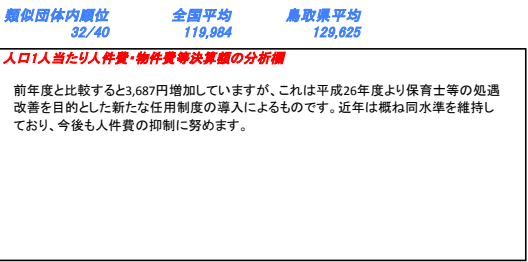 類似団体内順位 全国平均 鳥取県平均
32/40 119,984 129,625
人口1人当たり人件費・物件費等決算額の分析欄
前年度と比較すると3,687円増加していますが、これは平成26年度より保育士等の処遇
改善を目的とした新たな任用制度の導入によるものです。近年は概ね同水準を維持し
ており、今後も人件費の抑制に努めます。